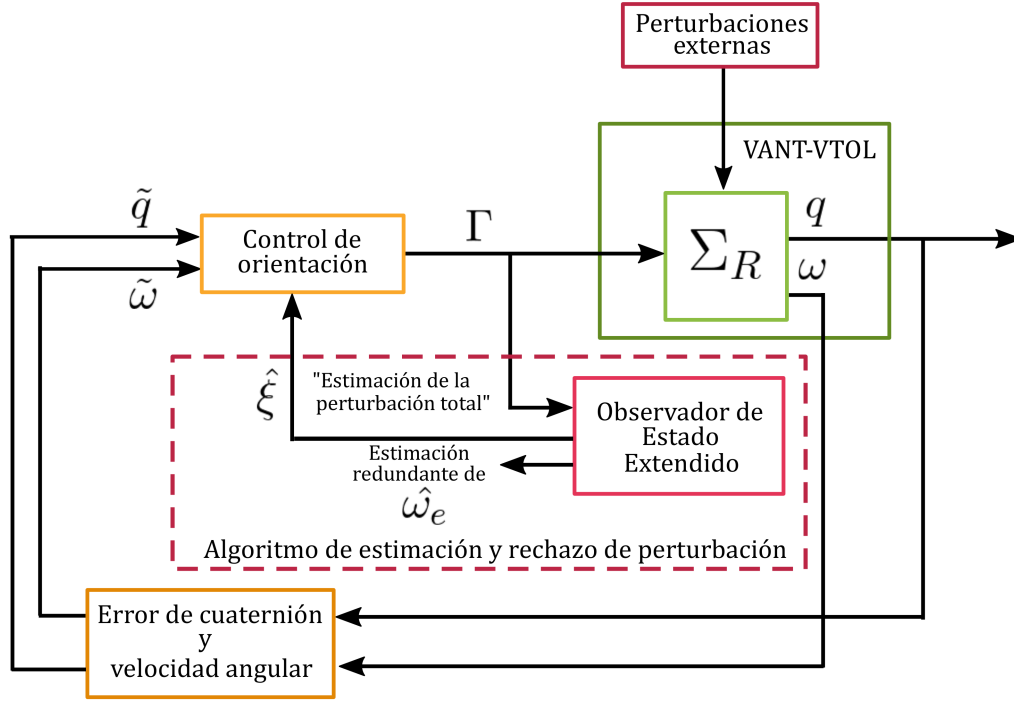 Perturbaciones
externas
VANT-VTOL
q̃
Control de
orientación
ω̃
Γ
Σ_R
q
ω
ξ̂
"Estimación de la
perturbación total"
Observador de
Estado
Extendido
Estimación
redundante de
ω̂_e
Algoritmo de estimación y rechazo de perturbación
Error de cuaternión
y
velocidad angular